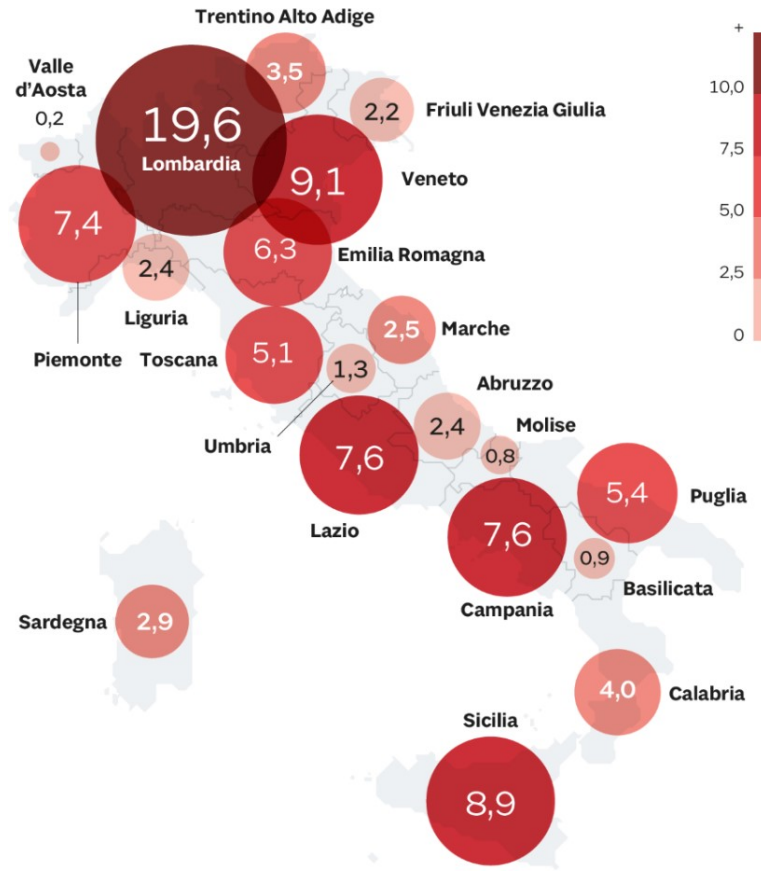 Trentino Alto Adige
3,5
Valle
d'Aosta
0,2
19,6
Lombardia
2,2
Friuli Venezia Giulia
9,1
Veneto
7,4
Piemonte
6,3
Emilia Romagna
2,4
Liguria
Toscana
5,1
2,5
Marche
1,3
Umbria
Abruzzo
2,4
Molise
0,8
7,6
Lazio
5,4
Puglia
7,6
Campania
0,9
Basilicata
Sardegna
2,9
4,0
Calabria
Sicilia
8,9
+
10,0
7,5
5,0
2,5
0